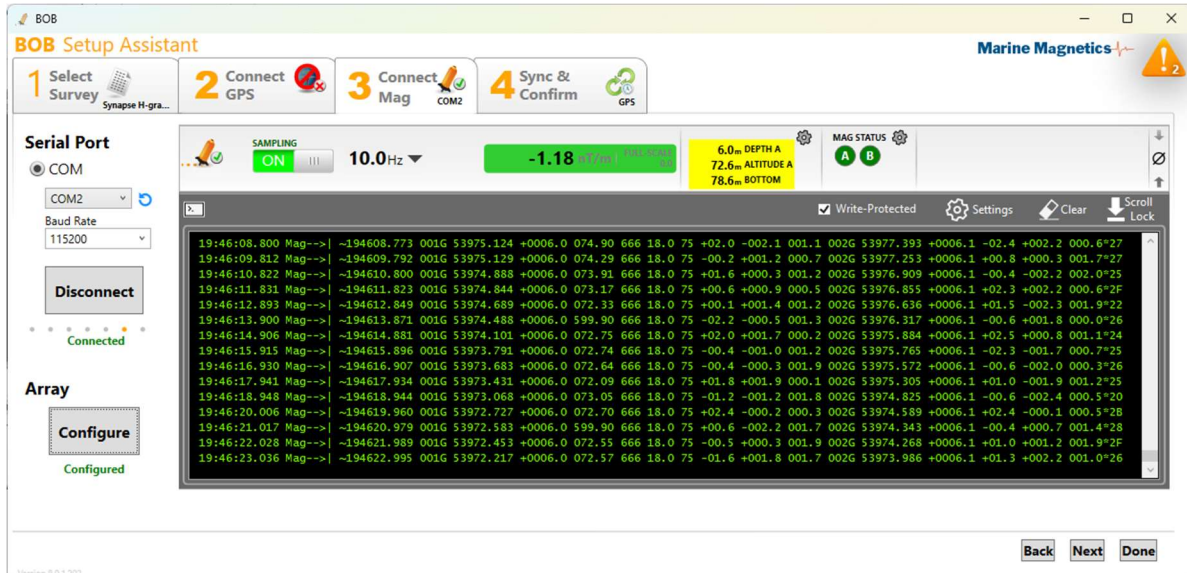 BOB
BOB Setup Assistant
Marine Magnetics
2
1 Select Survey
Synapse H-gra...
2 Connect GPS
3 Connect Mag
COM2
4 Sync & Confirm
GPS
Serial Port
COM
COM2
Baud Rate
115200
Disconnect
Connected
Array
Configure
Configured
SAMPLING
ON
10.0Hz
-1.18 nT/m
FULL-SCALE
0.0
6.0m DEPTH A
72.6m ALTITUDE A
78.6m BOTTOM
MAG STATUS
A B
Write-Protected
Settings
Clear
Scroll Lock
19:46:08.800 Mag-->| ~194608.773 001G 53975.124 +0006.0 074.90 666 18.0 75 +02.0 -002.1 001.1 002G 53977.393 +0006.1 -02.4 +002.2 000.6*27
19:46:09.812 Mag-->| ~194609.792 001G 53975.129 +0006.0 074.29 666 18.0 75 -00.2 +001.2 000.7 002G 53977.253 +0006.1 +00.8 +000.3 001.7*27
19:46:10.822 Mag-->| ~194610.800 001G 53974.888 +0006.0 073.91 666 18.0 75 +01.6 +000.3 001.2 002G 53976.909 +0006.1 -00.4 -002.2 002.0*25
19:46:11.831 Mag-->| ~194611.823 001G 53974.844 +0006.0 073.17 666 18.0 75 +00.6 +000.9 000.5 002G 53976.855 +0006.1 +02.3 +002.2 000.6*2F
19:46:12.893 Mag-->| ~194612.849 001G 53974.689 +0006.0 072.33 666 18.0 75 +00.1 +001.4 001.2 002G 53976.636 +0006.1 +01.5 -002.3 001.9*22
19:46:13.900 Mag-->| ~194613.871 001G 53974.488 +0006.0 599.90 666 18.0 75 -02.2 -000.5 001.3 002G 53976.317 +0006.1 -00.6 +001.8 000.0*26
19:46:14.906 Mag-->| ~194614.881 001G 53974.101 +0006.0 072.75 666 18.0 75 +02.0 +001.7 000.2 002G 53975.884 +0006.1 +02.5 +000.8 001.1*24
19:46:15.915 Mag-->| ~194615.896 001G 53973.791 +0006.0 072.74 666 18.0 75 -00.4 -001.0 001.2 002G 53975.765 +0006.1 -02.3 -001.7 000.7*25
19:46:16.930 Mag-->| ~194616.907 001G 53973.683 +0006.0 072.64 666 18.0 75 -00.4 -000.3 001.9 002G 53975.572 +0006.1 -00.6 -002.0 000.3*26
19:46:17.941 Mag-->| ~194617.934 001G 53973.431 +0006.0 072.09 666 18.0 75 +01.8 +001.9 000.1 002G 53975.305 +0006.1 +01.0 -001.9 001.2*25
19:46:18.948 Mag-->| ~194618.944 001G 53973.068 +0006.0 073.05 666 18.0 75 -01.2 -001.2 001.8 002G 53974.825 +0006.1 -00.6 -002.4 000.5*20
19:46:20.006 Mag-->| ~194619.960 001G 53972.727 +0006.0 072.70 666 18.0 75 +02.4 -000.2 000.3 002G 53974.589 +0006.1 +02.4 -000.1 000.5*2B
19:46:21.017 Mag-->| ~194620.979 001G 53972.583 +0006.0 599.90 666 18.0 75 +00.6 -002.2 001.7 002G 53974.343 +0006.1 -00.4 +000.7 001.4*28
19:46:22.028 Mag-->| ~194621.989 001G 53972.453 +0006.0 072.55 666 18.0 75 -00.5 +000.3 001.9 002G 53974.268 +0006.1 +01.0 +001.2 001.9*2F
19:46:23.036 Mag-->| ~194622.995 001G 53972.217 +0006.0 072.57 666 18.0 75 -01.6 +001.8 001.7 002G 53973.986 +0006.1 +01.3 +002.2 001.0*26
Back
Next
Done